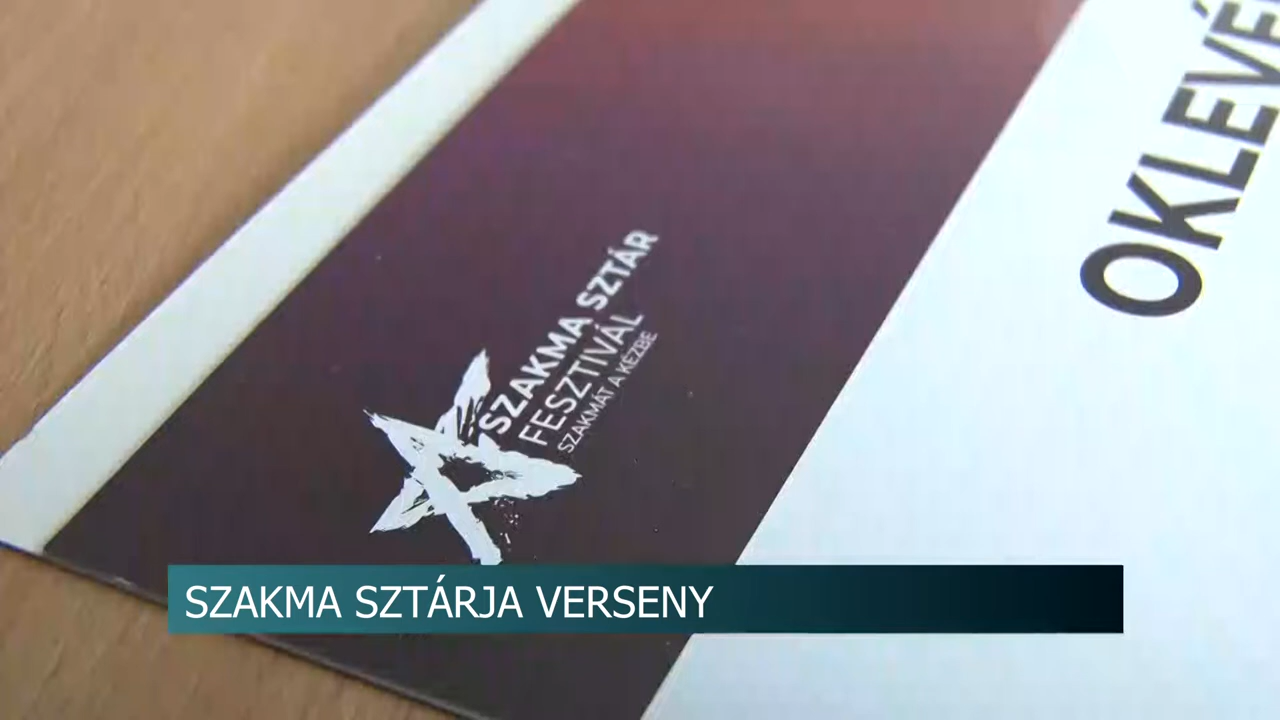 SZAKMA SZTÁR
FESZTIVÁL
SZAKMÁT A KÉZBE
OKLEVÉ
SZAKMA SZTÁRJA VERSENY